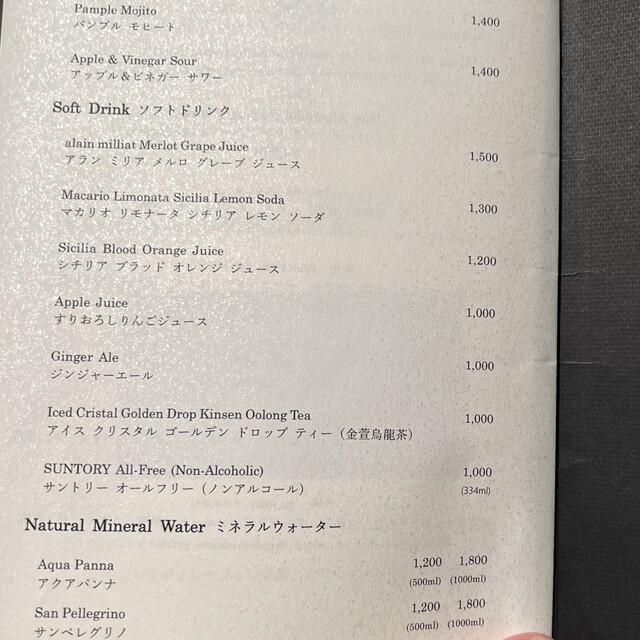 Pample Mojito 1,400
パンプル モヒート
Apple & Vinegar Sour 1,400
アップル&ビネガー サワー
Soft Drink ソフトドリンク
alain milliat Merlot Grape Juice 1,500
アラン ミリア メルロ グレープ ジュース
Macario Limonata Sicilia Lemon Soda 1,300
マカリオ リモナータ シチリア レモン ソーダ
Sicilia Blood Orange Juice 1,200
シチリア ブラッド オレンジ ジュース
Apple Juice 1,000
すりおろしりんごジュース
Ginger Ale 1,000
ジンジャーエール
Iced Cristal Golden Drop Kinsen Oolong Tea 1,000
アイス クリスタル ゴールデン ドロップ ティー（金萱烏龍茶）
SUNTORY All-Free (Non-Alcoholic) 1,000
サントリー オールフリー（ノンアルコール） (334ml)
Natural Mineral Water ミネラルウォーター
Aqua Panna 1,200 1,800
アクアパンナ (500ml) (1000ml)
San Pellegrino 1,200 1,800
サンペレグリノ (500ml) (1000ml)